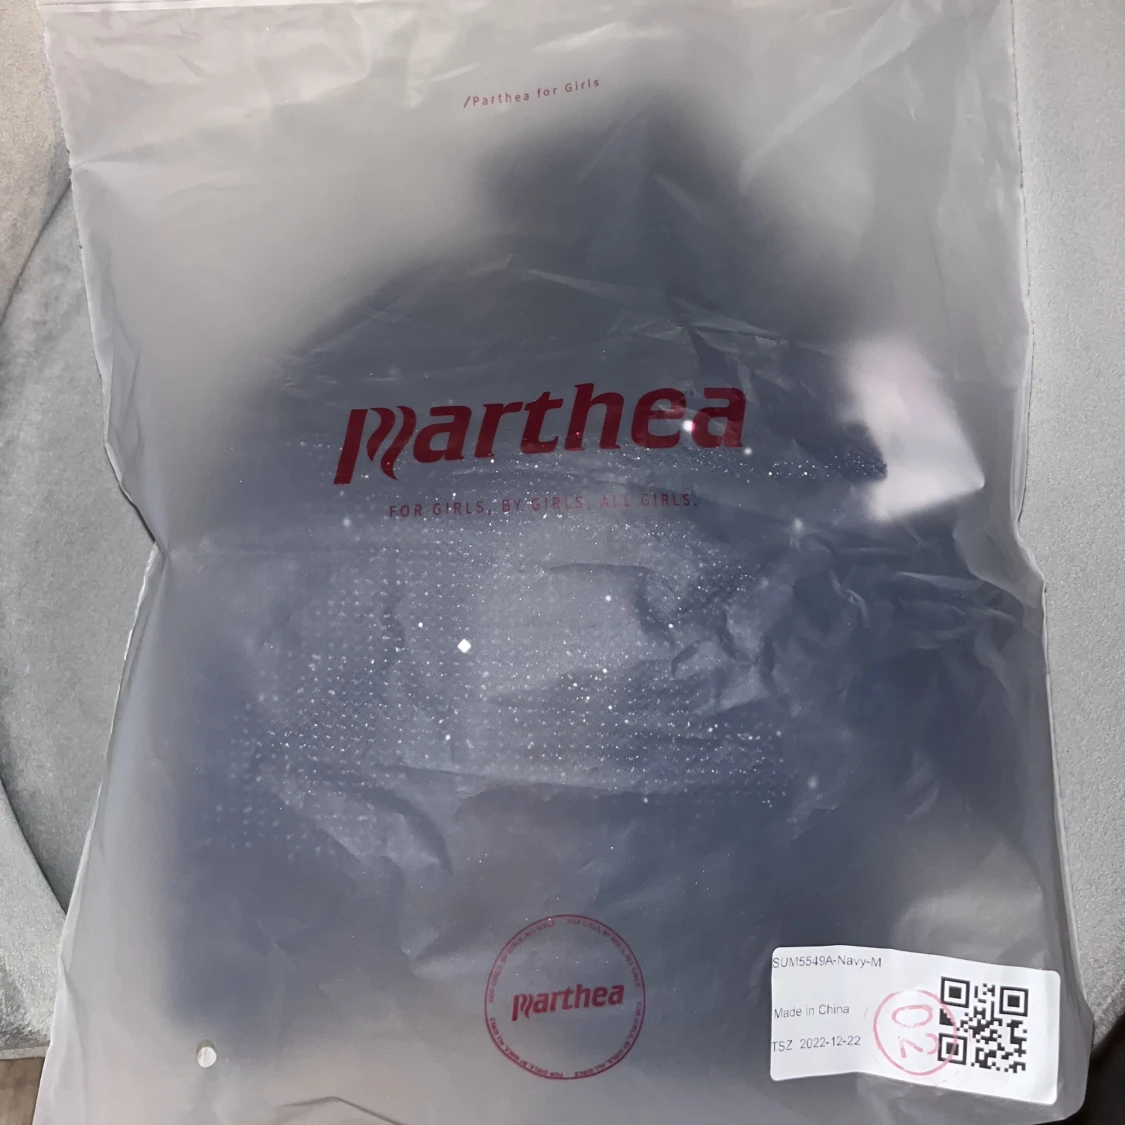 /Parthea for Girls
Parthea
FOR GIRLS, BY GIRLS, ALL GIRLS.
Parthea
SUM5549A-Navy-M
Made in China
TSZ 2022-12-22
02